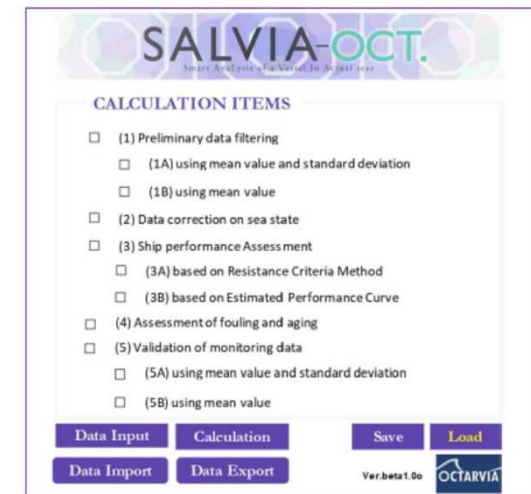 SALVIA-OCT.
Smart Analysis of a Vessel In Actual seas
CALCULATION ITEMS
(1) Preliminary data filtering
(1A) using mean value and standard deviation
(1B) using mean value
(2) Data correction on sea state
(3) Ship performance Assessment
(3A) based on Resistance Criteria Method
(3B) based on Estimated Performance Curve
(4) Assessment of fouling and aging
(5) Validation of monitoring data
(5A) using mean value and standard deviation
(5B) using mean value
Data Input Calculation Save Load
Data Import Data Export Ver.beta1.0o OCTARVIA